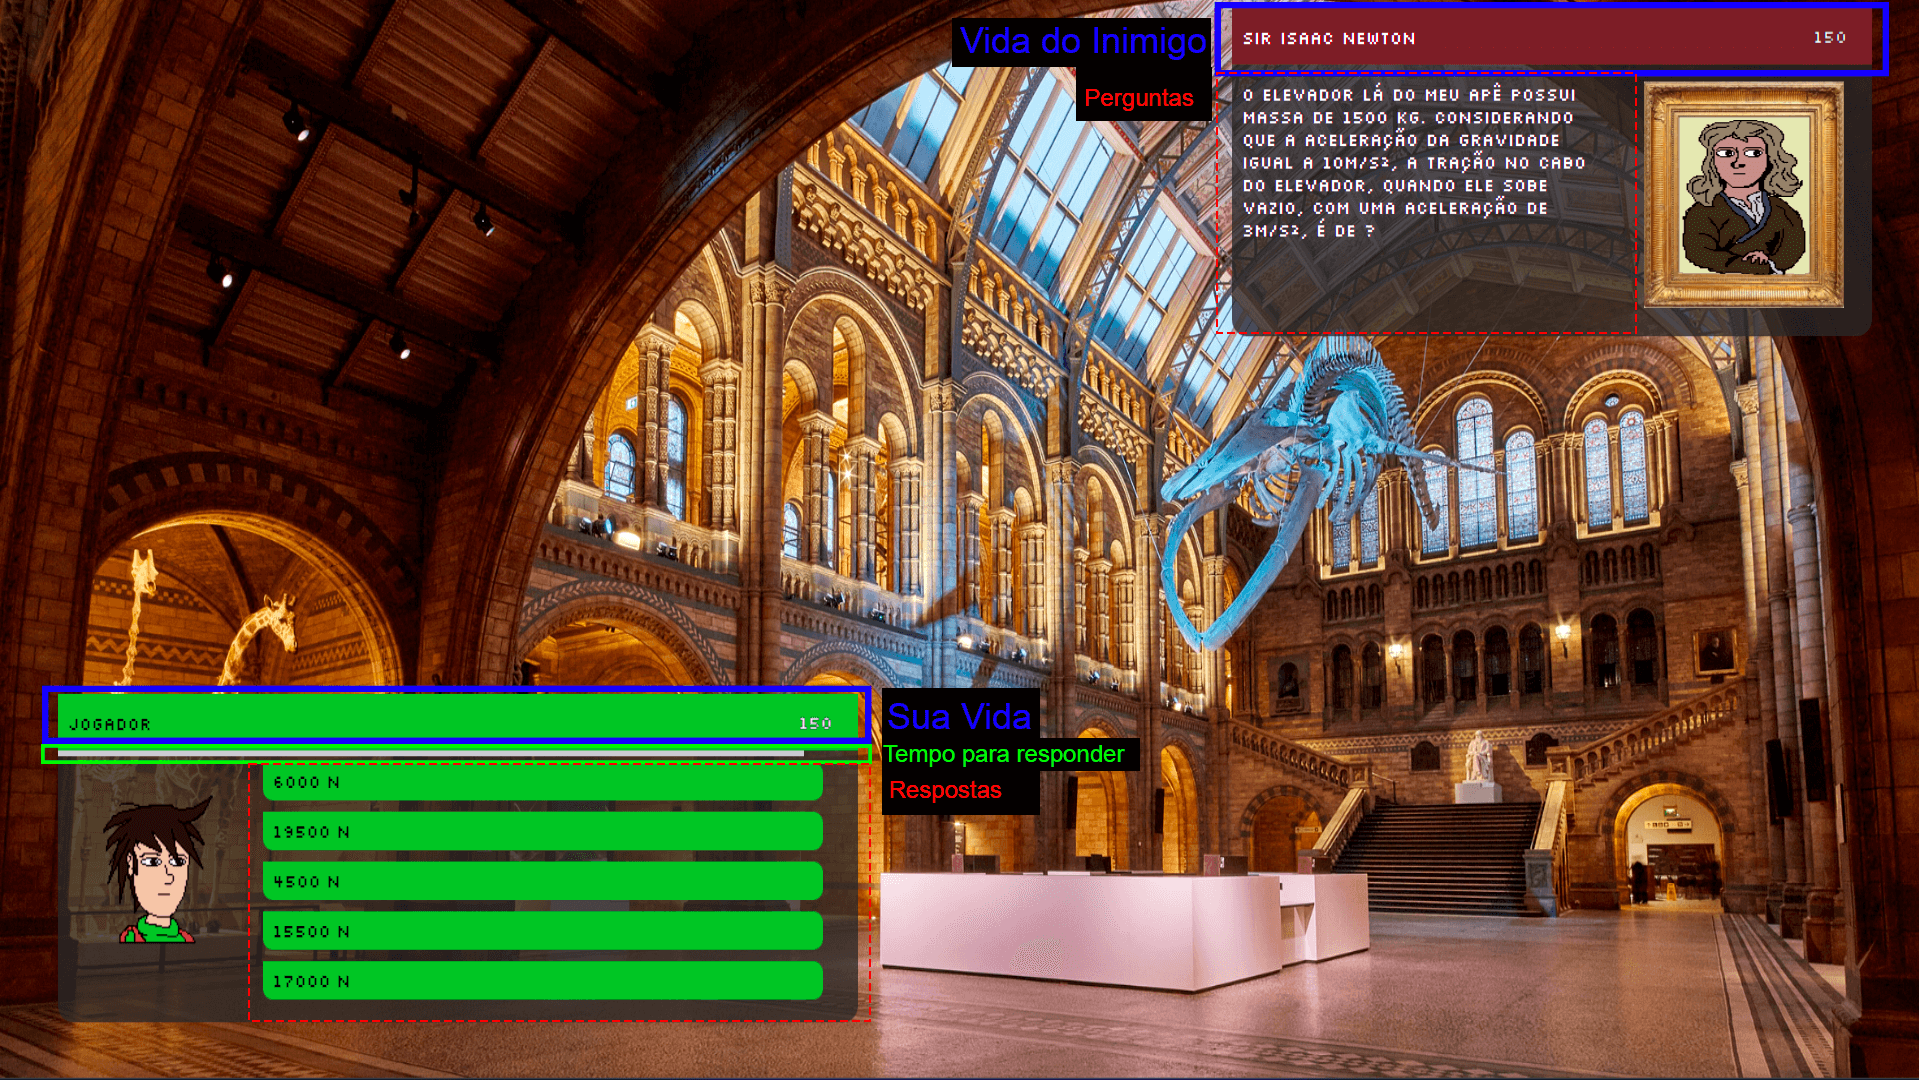 Vida do Inimigo
SIR ISAAC NEWTON 150
Perguntas
O ELEVADOR LÁ DO MEU APÊ POSSUI
MASSA DE 1500 KG. CONSIDERANDO
QUE A ACELERAÇÃO DA GRAVIDADE
IGUAL A 10M/S², A TRAÇÃO NO CABO
DO ELEVADOR, QUANDO ELE SOBE
VAZIO, COM UMA ACELERAÇÃO DE
3M/S², É DE ?
JOGADOR 150
Sua Vida
Tempo para responder
Respostas
6000 N
19500 N
4500 N
15500 N
17000 N